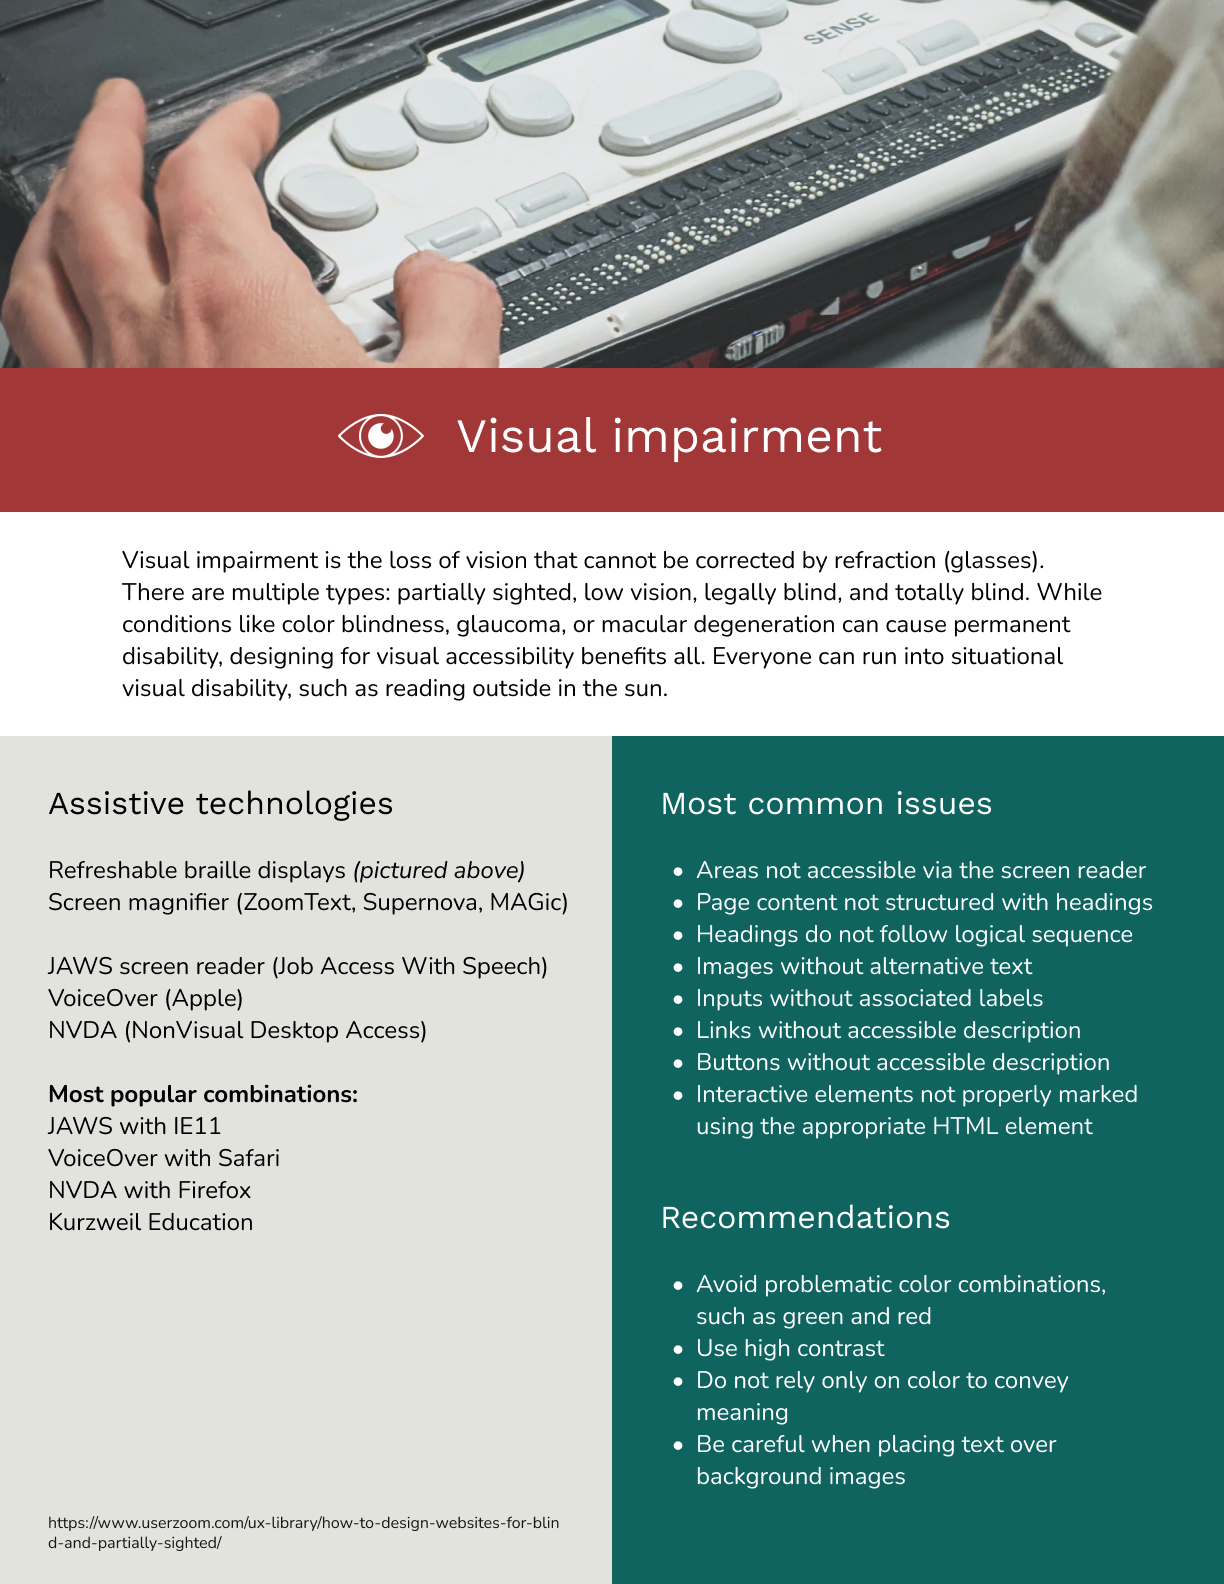 SENSE
Visual impairment
Visual impairment is the loss of vision that cannot be corrected by refraction (glasses).
There are multiple types: partially sighted, low vision, legally blind, and totally blind. While
conditions like color blindness, glaucoma, or macular degeneration can cause permanent
disability, designing for visual accessibility benefits all. Everyone can run into situational
visual disability, such as reading outside in the sun.
Assistive technologies
Refreshable braille displays (pictured above)
Screen magnifier (ZoomText, Supernova, MAGic)
JAWS screen reader (Job Access With Speech)
VoiceOver (Apple)
NVDA (NonVisual Desktop Access)
Most popular combinations:
JAWS with IE11
VoiceOver with Safari
NVDA with Firefox
Kurzweil Education
https://www.userzoom.com/ux-library/how-to-design-websites-for-blin
d-and-partially-sighted/
Most common issues
• Areas not accessible via the screen reader
• Page content not structured with headings
• Headings do not follow logical sequence
• Images without alternative text
• Inputs without associated labels
• Links without accessible description
• Buttons without accessible description
• Interactive elements not properly marked
using the appropriate HTML element
Recommendations
• Avoid problematic color combinations,
such as green and red
• Use high contrast
• Do not rely only on color to convey
meaning
• Be careful when placing text over
background images